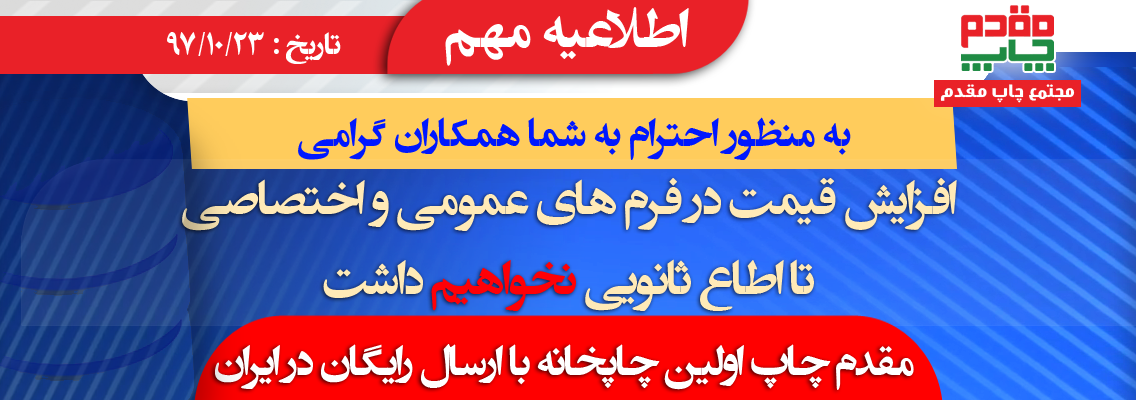 مقدم
چاپ
مجتمع چاپ مقدم
اطلاعیه مهم
تاریخ : ۹۷/۱۰/۲۳
به منظور احترام به شما همکاران گرامی
افزایش قیمت در فرم های عمومی و اختصاصی
تا اطاع ثانویی نخواهیم داشت
مقدم چاپ اولین چاپخانه با ارسال رایگان در ایران